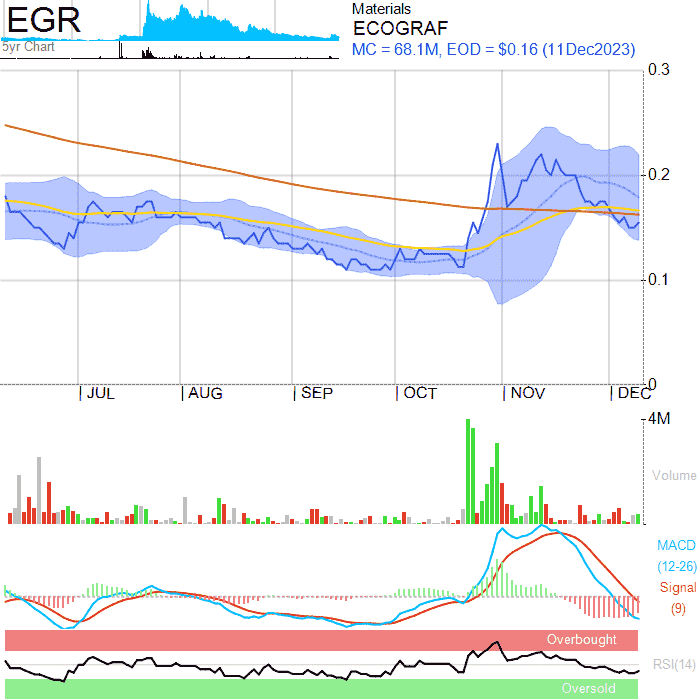 EGR
5yr Chart
Materials
ECOGRAF
MC = 68.1M, EOD = $0.16 (11Dec2023)
0.3
0.2
0.1
0
JUL AUG SEP OCT NOV DEC
4M
Volume
MACD
(12-26)
Signal
(9)
Overbought
RSI(14)
Oversold